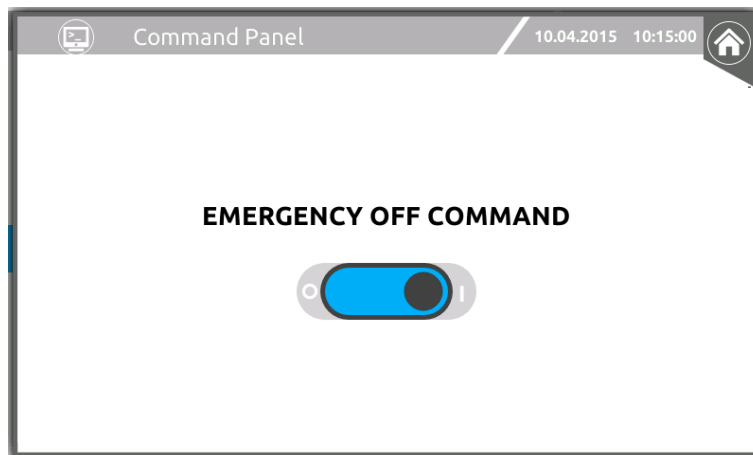 Command Panel
10.04.2015 10:15:00
EMERGENCY OFF COMMAND
O I